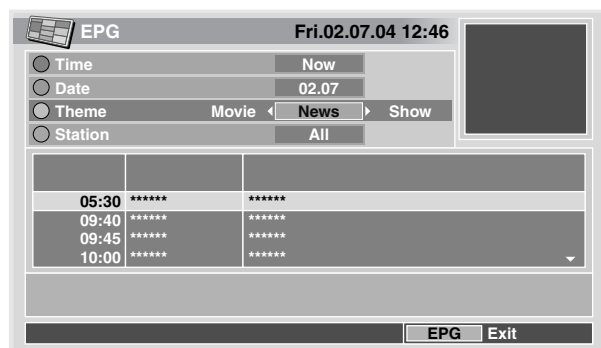 EPG Fri.02.07.04 12:46
Time Now
Date 02.07
Theme Movie News Show
Station All
05:30 ****** ******
09:40 ****** ******
09:45 ****** ******
10:00 ****** ******
EPG Exit